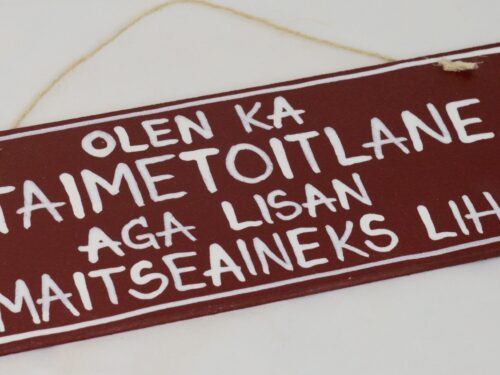 OLEN KA
TAIMETOITLANE
AGA LISAN
MAITSEAINEKS LIH